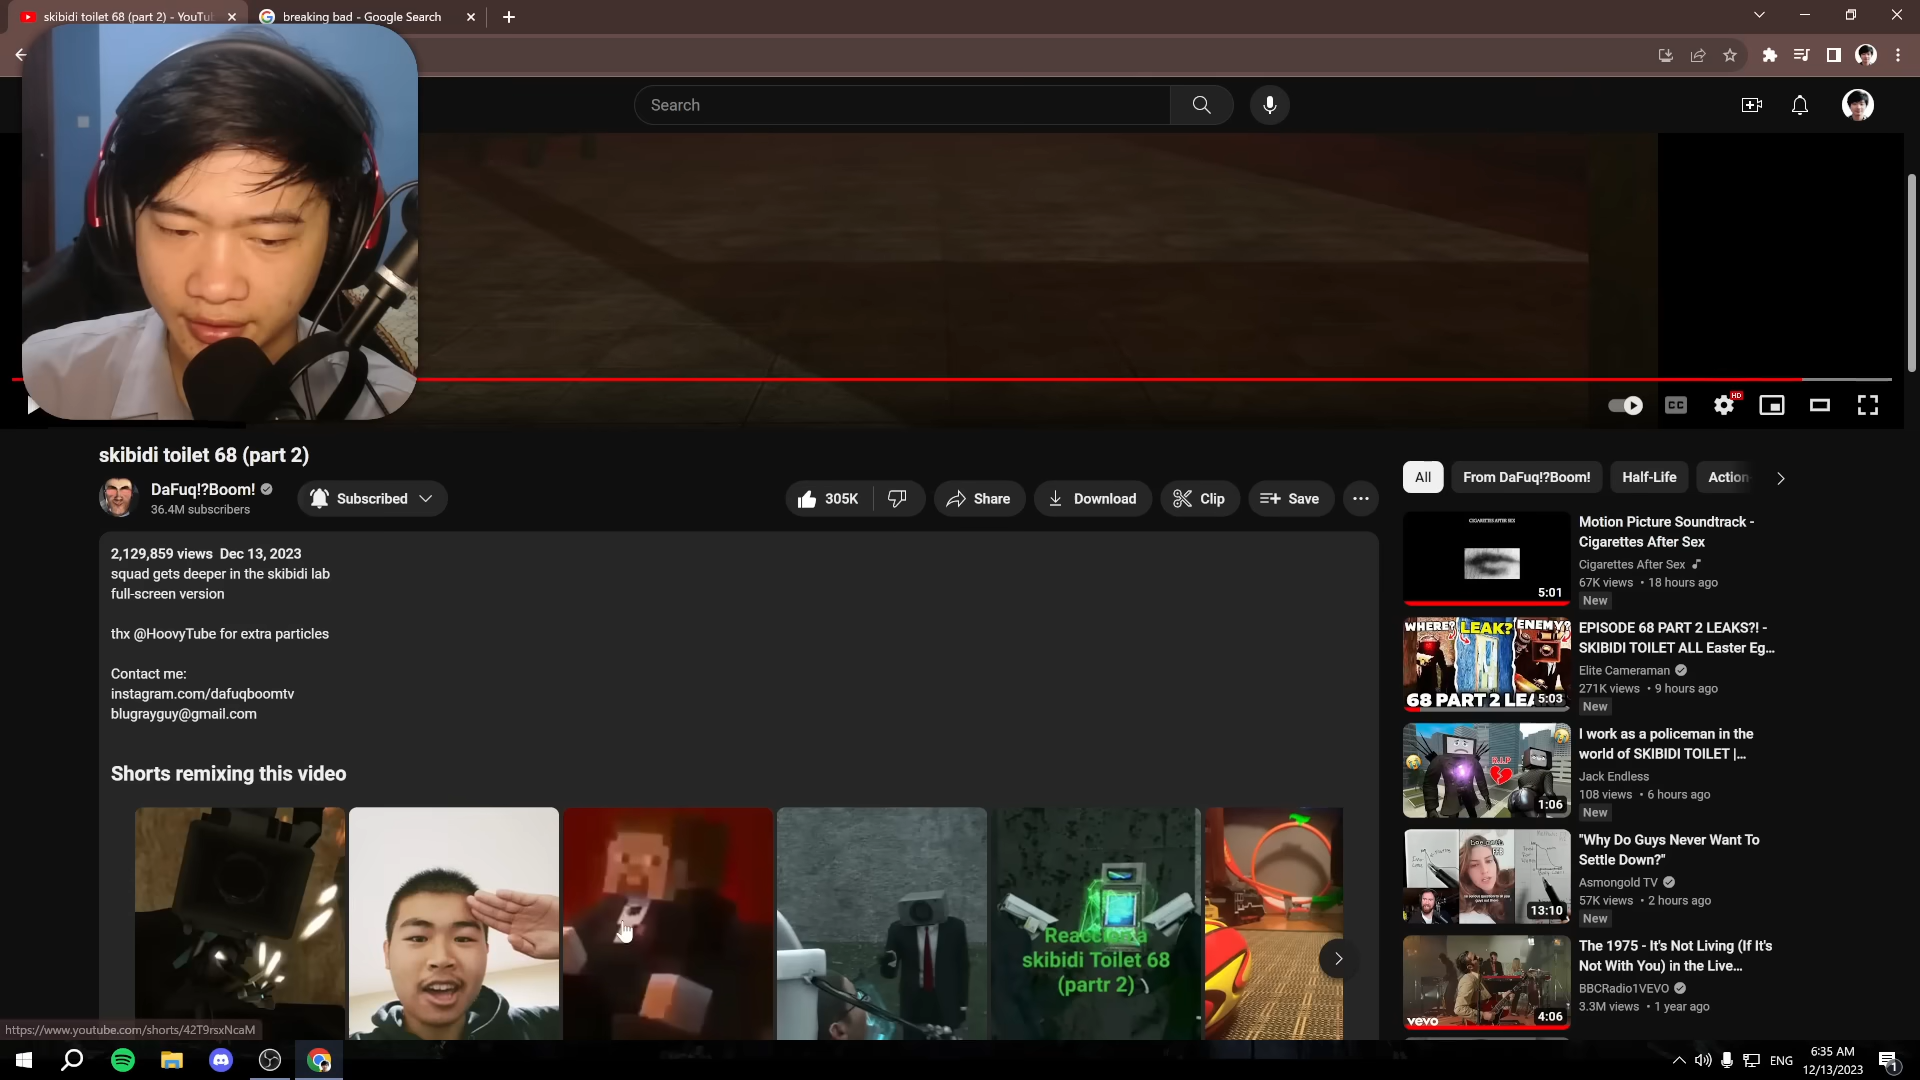 skibidi toilet 68 (part 2) - YouTu
breaking bad - Google Search
Search
HD
CC
skibidi toilet 68 (part 2)
DaFuq!?Boom!
36.4M subscribers
Subscribed
305K
Share
Download
Clip
Save
2,129,859 views Dec 13, 2023
squad gets deeper in the skibidi lab
full-screen version
thx @HoovyTube for extra particles
Contact me:
instagram.com/dafuqboomtv
blugrayguy@gmail.com
Shorts remixing this video
skibidi Toilet 68
(partr 2)
All
From DaFuq!?Boom!
Half-Life
Action
CIGARETTES AFTER SEX
5:01
Motion Picture Soundtrack -
Cigarettes After Sex
Cigarettes After Sex
67K views • 18 hours ago
New
WHERE? LEAK? ENEMY?
68 PART 2 LEA
5:03
EPISODE 68 PART 2 LEAKS?! -
SKIBIDI TOILET ALL Easter Eg...
Elite Cameraman
271K views • 9 hours ago
New
R.I.P
1:06
I work as a policeman in the
world of SKIBIDI TOILET |...
Jack Endless
108 views • 6 hours ago
New
13:10
"Why Do Guys Never Want To
Settle Down?"
Asmongold TV
57K views • 2 hours ago
New
vevo
4:06
The 1975 - It's Not Living (If It's
Not With You) in the Live...
BBCRadio1VEVO
3.3M views • 1 year ago
https://www.youtube.com/shorts/42T9rsxNcaM
ENG
6:35 AM
12/13/2023
1